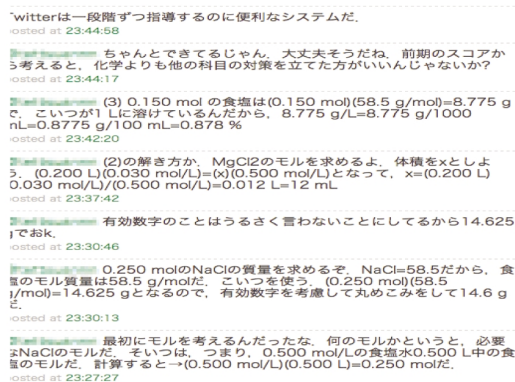 Twitterは一段階ずつ指導するのに便利なシステムだ.
posted at 23:44:58
ちゃんとできてるじゃん. 大丈夫そうだね. 前期のスコアか
ら考えると, 化学よりも他の科目の対策を立てた方がいいんじゃないか?
posted at 23:44:17
(3) 0.150 mol の食塩は(0.150 mol)(58.5 g/mol)=8.775 g
で, こいつが1 Lに溶けているんだから, 8.775 g/L=8.775 g/1000
mL=0.8775 g/100 mL=0.878 %
posted at 23:42:20
(2)の解き方か. MgCl2のモルを求めるよ. 体積をxとしよ
う. (0.200 L)(0.030 mol/L)=(x)(0.500 mol/L)となって, x=(0.200 L)
(0.030 mol/L)/(0.500 mol/L)=0.012 L=12 mL
posted at 23:37:42
有効数字のことはうるさく言わないことにしてるから14.625
gでおk.
posted at 23:30:46
0.250 molのNaClの質量を求めるぞ. NaCl=58.5だから, 食
塩のモル質量は58.5 g/molだ. こいつを使う. (0.250 mol)(58.5
g/mol)=14.625 gとなるので, 有効数字を考慮して丸めこみをして14.6 g
だ.
posted at 23:30:13
最初にモルを考えるんだったな. 何のモルかというと, 必要
なNaClのモルだ. そいつは, つまり, 0.500 mol/Lの食塩水0.500 L中の食
塩のモルだ. 計算すると→(0.500 mol/L)(0.500 L)=0.250 molだ.
posted at 23:27:27